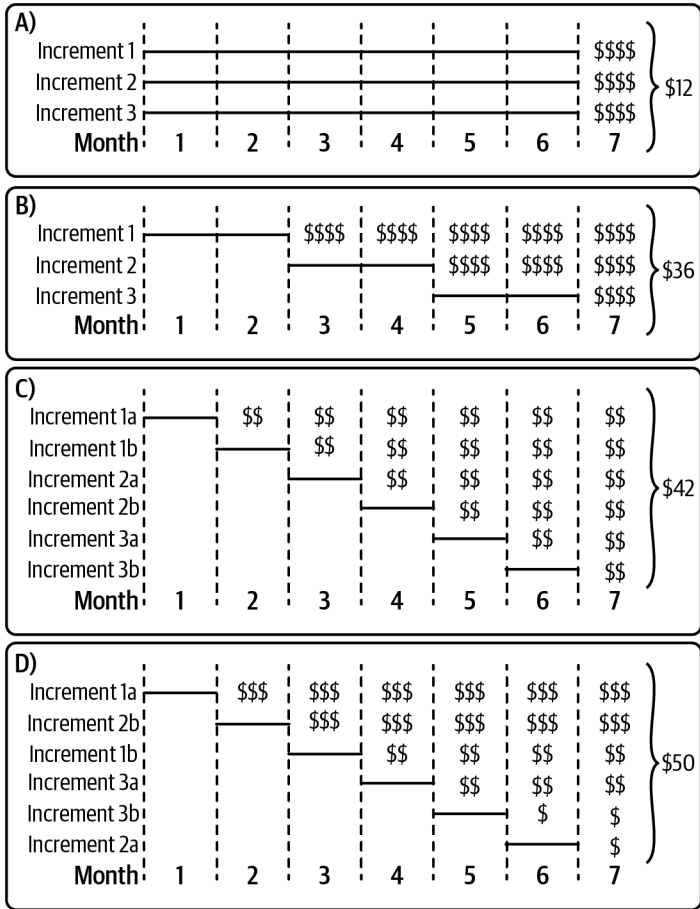 A)
Increment 1 $$$$
Increment 2 $$$$
Increment 3 $$$$
$12
Month 1 2 3 4 5 6 7
B)
Increment 1 $$$$ $$$$ $$$$ $$$$ $$$$
Increment 2 $$$$ $$$$ $$$$
Increment 3 $$$$
$36
Month 1 2 3 4 5 6 7
C)
Increment 1a $$ $$ $$ $$ $$ $$
Increment 1b $$ $$ $$ $$ $$
Increment 2a $$ $$ $$ $$
Increment 2b $$ $$ $$
Increment 3a $$ $$
Increment 3b $$
$42
Month 1 2 3 4 5 6 7
D)
Increment 1a $$$ $$$ $$$ $$$ $$$ $$$
Increment 2b $$$ $$$ $$$ $$$ $$$
Increment 1b $$ $$ $$ $$
Increment 3a $$ $$ $$
Increment 3b $ $
Increment 2a $
$50
Month 1 2 3 4 5 6 7